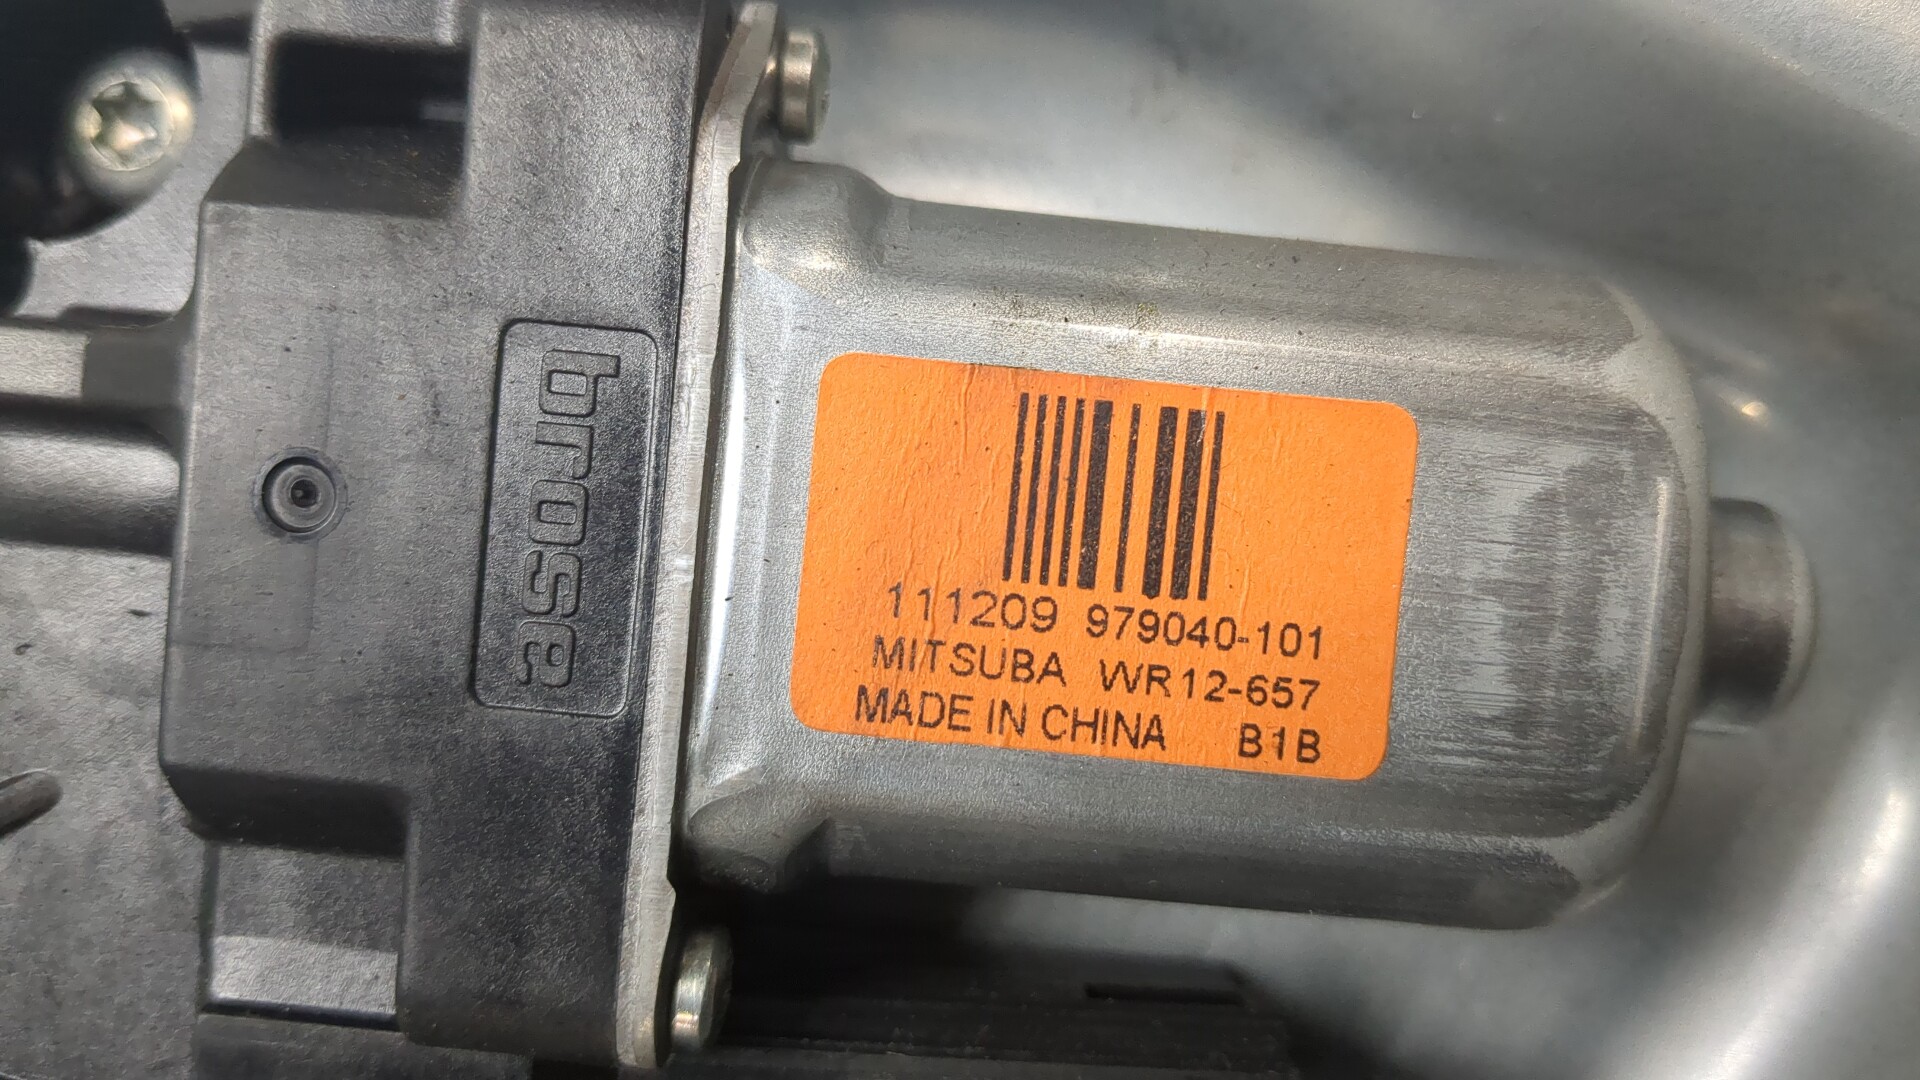 brose
111209 979040-101
MITSUBA WR12-657
MADE IN CHINA B1B